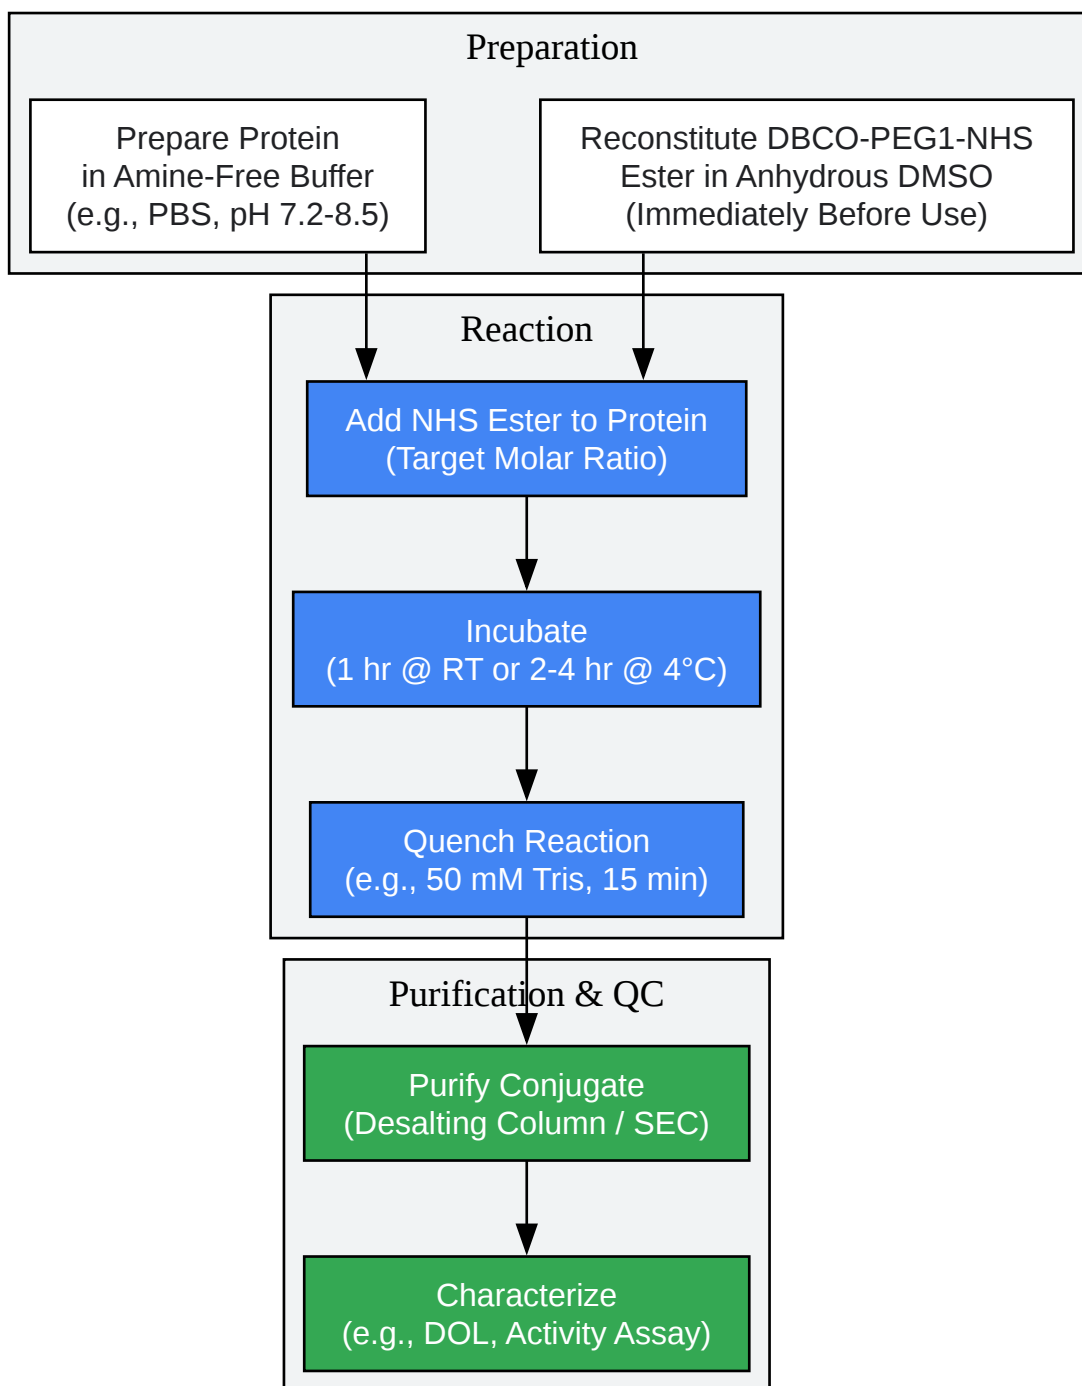 Preparation
Prepare Protein
in Amine-Free Buffer
(e.g., PBS, pH 7.2-8.5)
Reconstitute DBCO-PEG1-NHS
Ester in Anhydrous DMSO
(Immediately Before Use)
Reaction
Add NHS Ester to Protein
(Target Molar Ratio)
Incubate
(1 hr @ RT or 2-4 hr @ 4°C)
Quench Reaction
(e.g., 50 mM Tris, 15 min)
Purification & QC
Purify Conjugate
(Desalting Column / SEC)
Characterize
(e.g., DOL, Activity Assay)